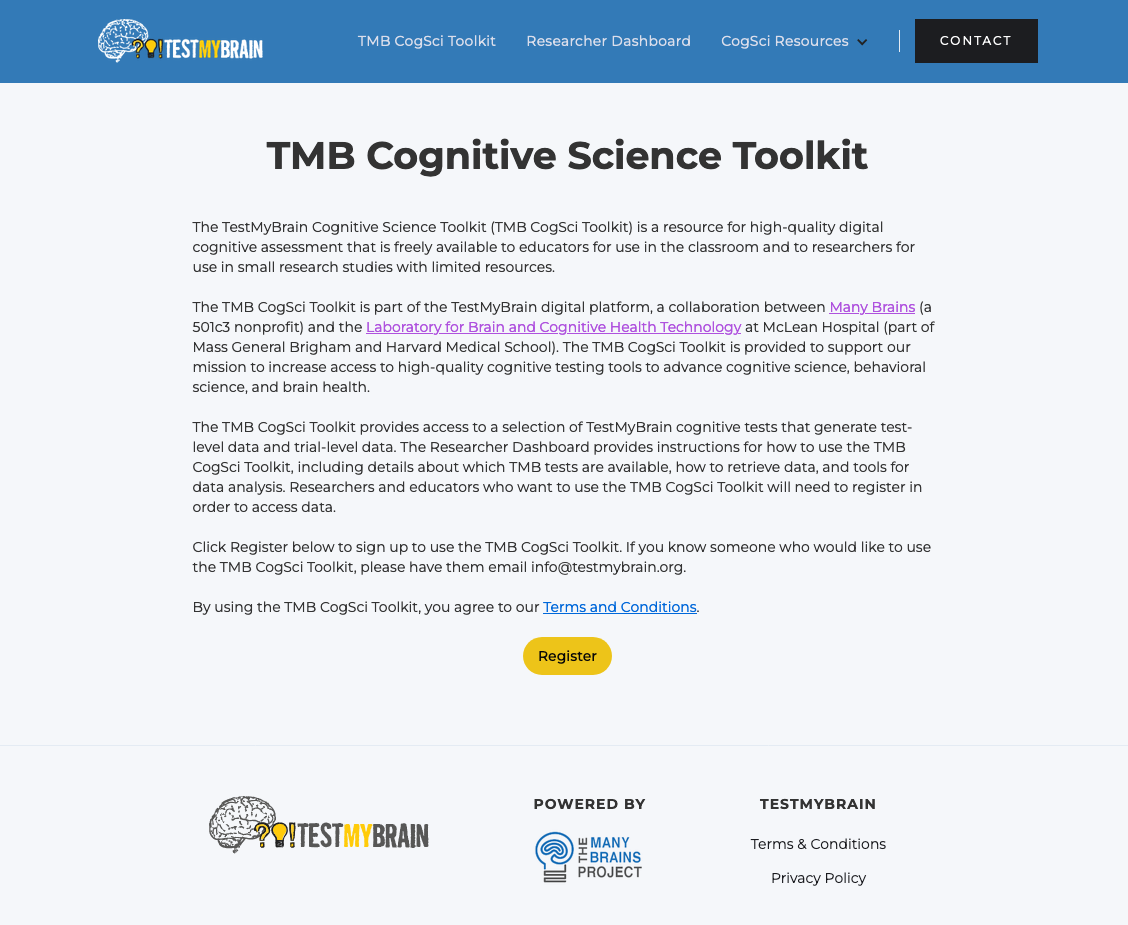 ?!TESTMYBRAIN
TMB CogSci Toolkit
Researcher Dashboard
CogSci Resources
CONTACT
TMB Cognitive Science Toolkit
The TestMyBrain Cognitive Science Toolkit (TMB CogSci Toolkit) is a resource for high-quality digital
cognitive assessment that is freely available to educators for use in the classroom and to researchers for
use in small research studies with limited resources.
The TMB CogSci Toolkit is part of the TestMyBrain digital platform, a collaboration between Many Brains (a
501c3 nonprofit) and the Laboratory for Brain and Cognitive Health Technology at McLean Hospital (part of
Mass General Brigham and Harvard Medical School). The TMB CogSci Toolkit is provided to support our
mission to increase access to high-quality cognitive testing tools to advance cognitive science, behavioral
science, and brain health.
The TMB CogSci Toolkit provides access to a selection of TestMyBrain cognitive tests that generate test-
level data and trial-level data. The Researcher Dashboard provides instructions for how to use the TMB
CogSci Toolkit, including details about which TMB tests are available, how to retrieve data, and tools for
data analysis. Researchers and educators who want to use the TMB CogSci Toolkit will need to register in
order to access data.
Click Register below to sign up to use the TMB CogSci Toolkit. If you know someone who would like to use
the TMB CogSci Toolkit, please have them email info@testmybrain.org.
By using the TMB CogSci Toolkit, you agree to our Terms and Conditions.
Register
?!TESTMYBRAIN
POWERED BY
THE
MANY
BRAINS
PROJECT
TESTMYBRAIN
Terms & Conditions
Privacy Policy